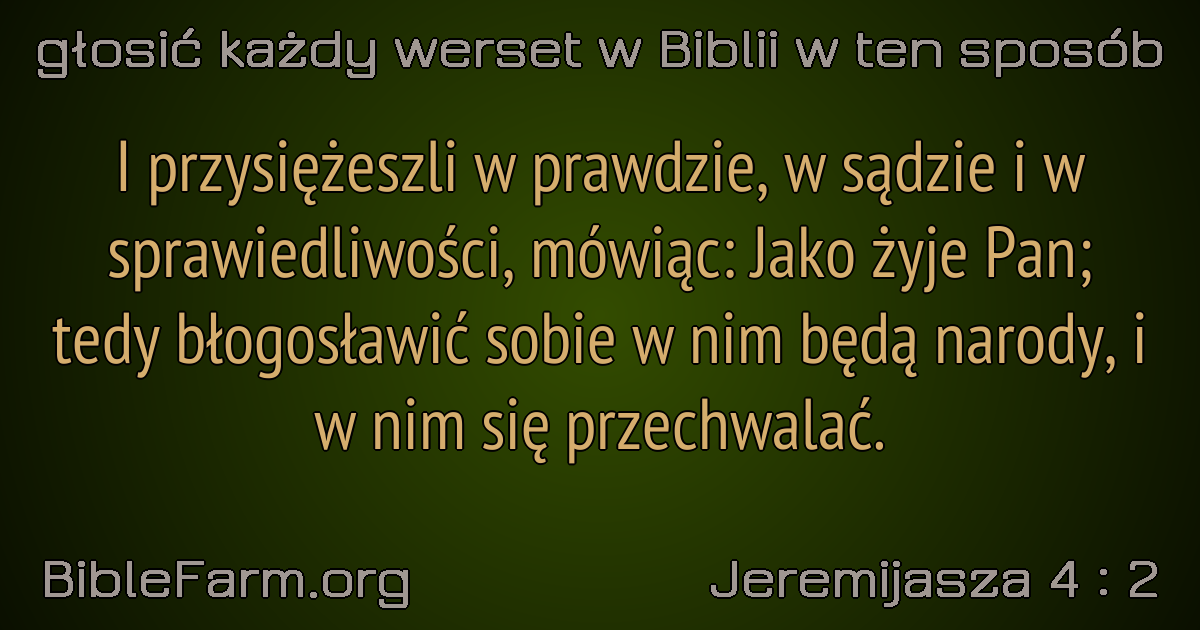 głosić każdy werset w Biblii w ten sposób
I przysiężeszli w prawdzie, w sądzie i w
sprawiedliwości, mówiąc: Jako żyje Pan;
tedy błogosławić sobie w nim będą narody, i
w nim się przechwalać.
BibleFarm.org
Jeremijasza 4 : 2